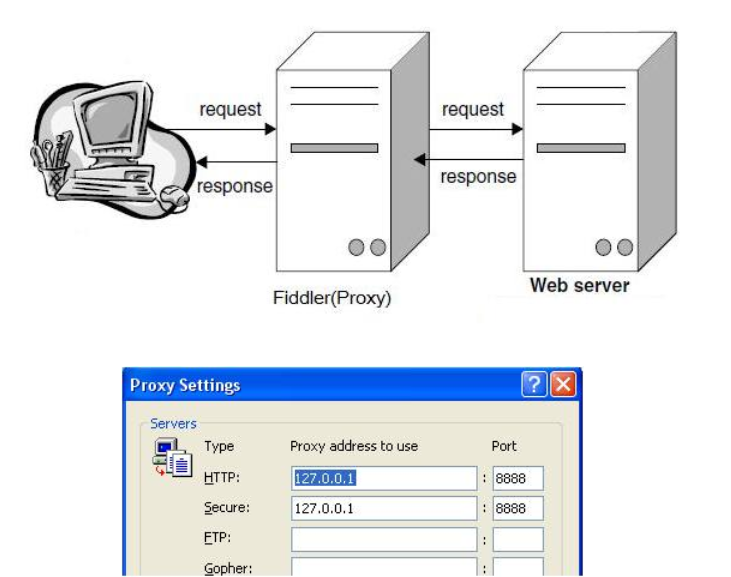 request
request
response
response
Fiddler(Proxy)
Web server
Proxy Settings
Servers
Type Proxy address to use Port
HTTP: 127.0.0.1 : 8888
Secure: 127.0.0.1 : 8888
FTP: :
Gopher: :